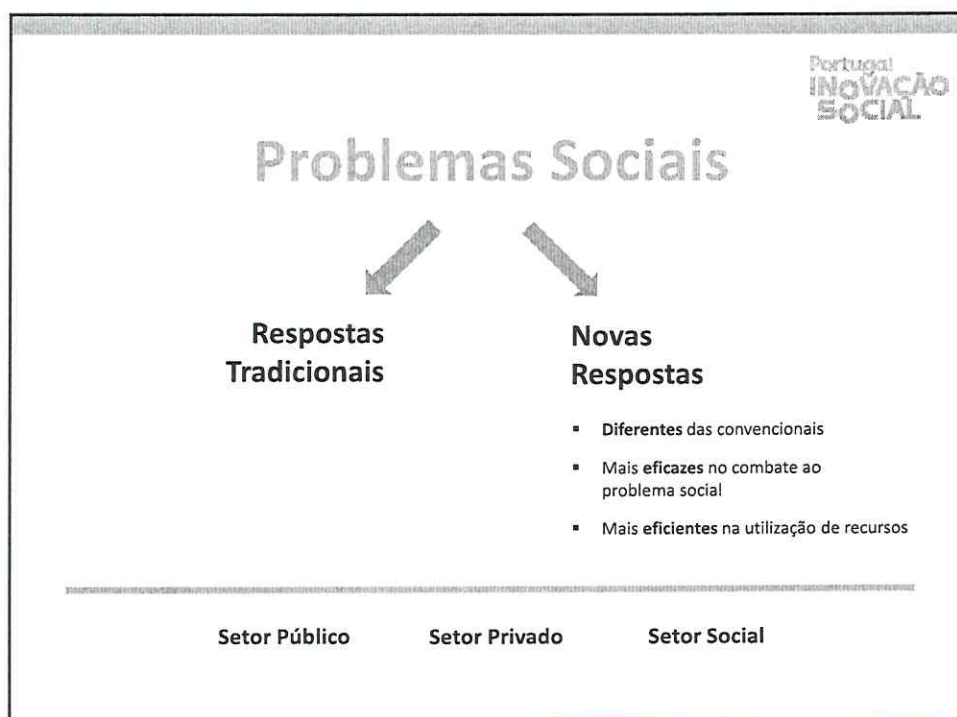 Portugal
INOVAÇÃO
SOCIAL
Problemas Sociais
Respostas
Tradicionais
Novas
Respostas
▪ Diferentes das convencionais
▪ Mais eficazes no combate ao
problema social
▪ Mais eficientes na utilização de recursos
Setor Público Setor Privado Setor Social